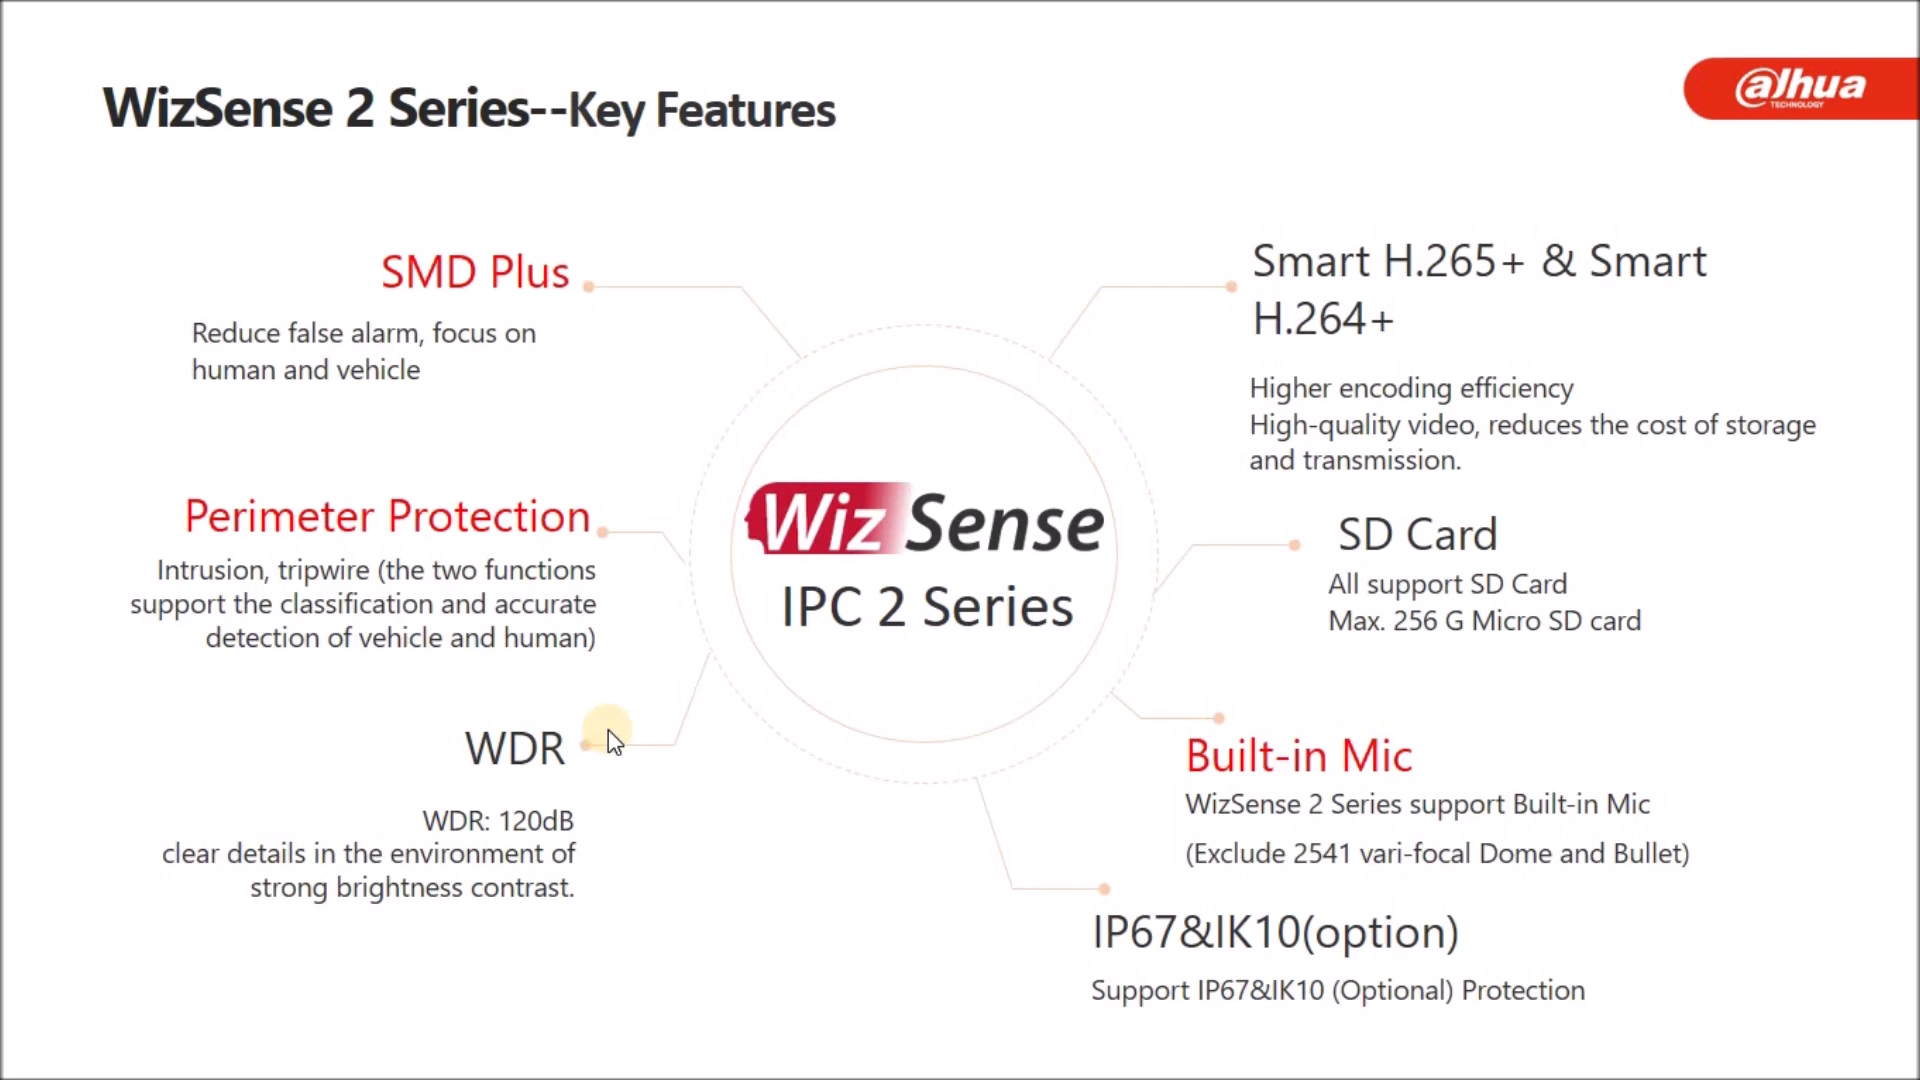 WizSense 2 Series--Key Features
alhua
TECHNOLOGY
SMD Plus
Reduce false alarm, focus on
human and vehicle
Perimeter Protection
Intrusion, tripwire (the two functions
support the classification and accurate
detection of vehicle and human)
WDR
WDR: 120dB
clear details in the environment of
strong brightness contrast.
Wiz Sense
IPC 2 Series
Smart H.265+ & Smart
H.264+
Higher encoding efficiency
High-quality video, reduces the cost of storage
and transmission.
SD Card
All support SD Card
Max. 256 G Micro SD card
Built-in Mic
WizSense 2 Series support Built-in Mic
(Exclude 2541 vari-focal Dome and Bullet)
IP67&IK10(option)
Support IP67&IK10 (Optional) Protection